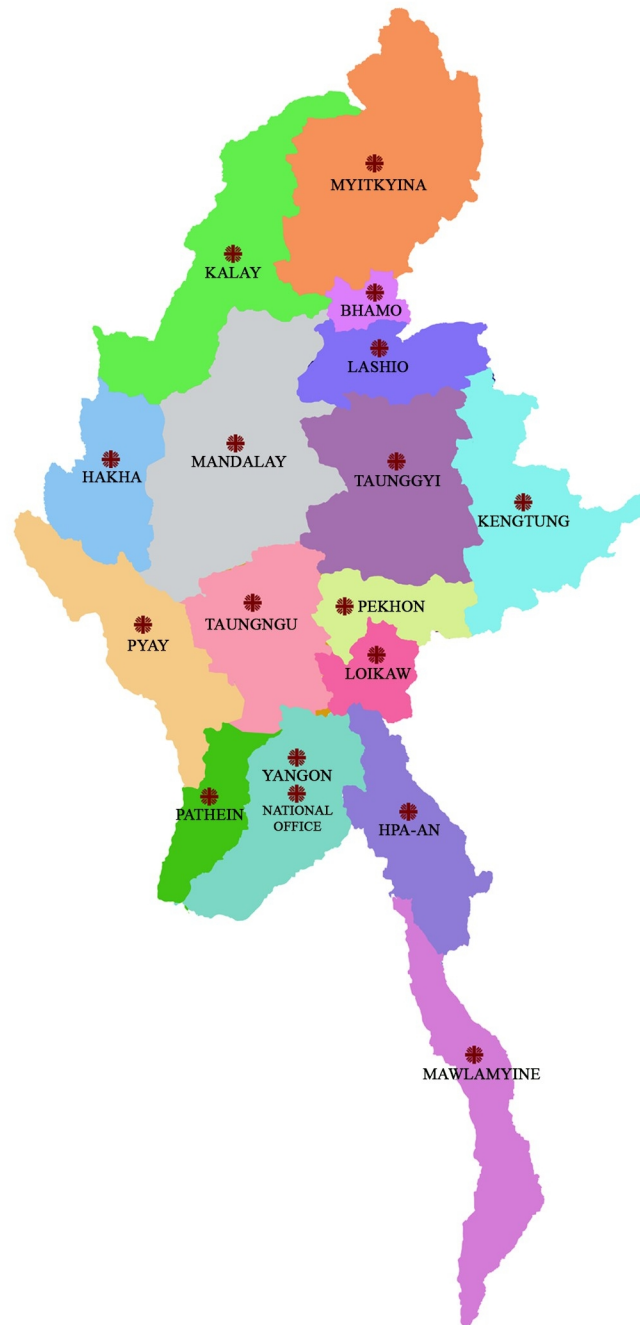 MYITKYINA
KALAY
BHAMO
LASHIO
MANDALAY
HAKHA
TAUNGGYI
KENGTUNG
TAUNGNGU
PEKHON
PYAY
LOIKAW
YANGON
NATIONAL
OFFICE
PATHEIN
HPA-AN
MAWLAMYINE